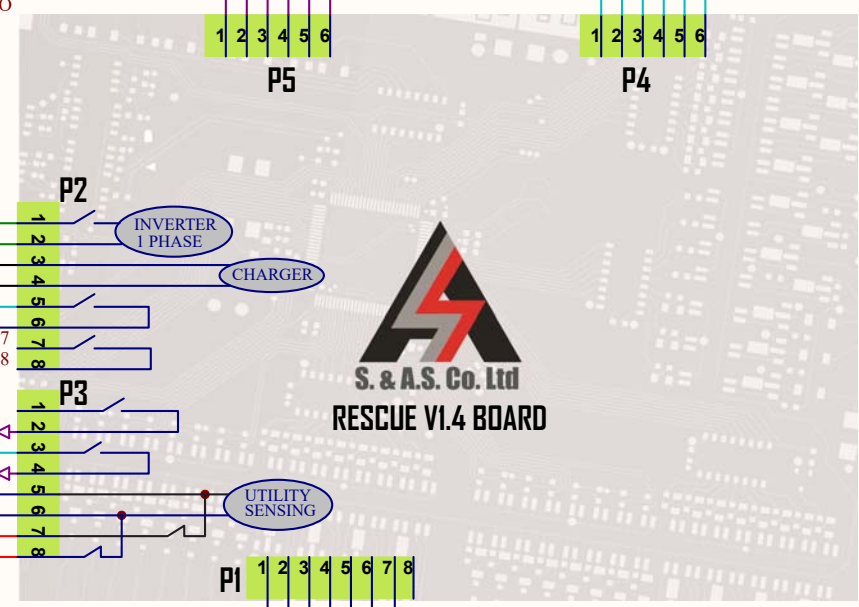 O
1 2 3 4 5 6
P5
1 2 3 4 5 6
P4
P2
1
2
3
4
5
6
7
8
INVERTER
1 PHASE
CHARGER
7
8
P3
1
2
3
4
5
6
7
8
UTILITY
SENSING
S. & A.S. Co. Ltd
RESCUE V1.4 BOARD
P1
1 2 3 4 5 6 7 8